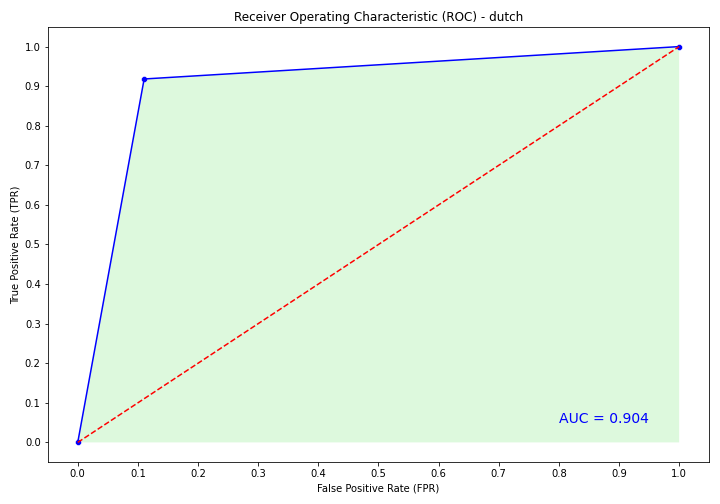 Receiver Operating Characteristic (ROC) - dutch
True Positive Rate (TPR)
1.0
0.9
0.8
0.7
0.6
0.5
0.4
0.3
0.2
0.1
0.0
AUC = 0.904
0.0 0.1 0.2 0.3 0.4 0.5 0.6 0.7 0.8 0.9 1.0
False Positive Rate (FPR)